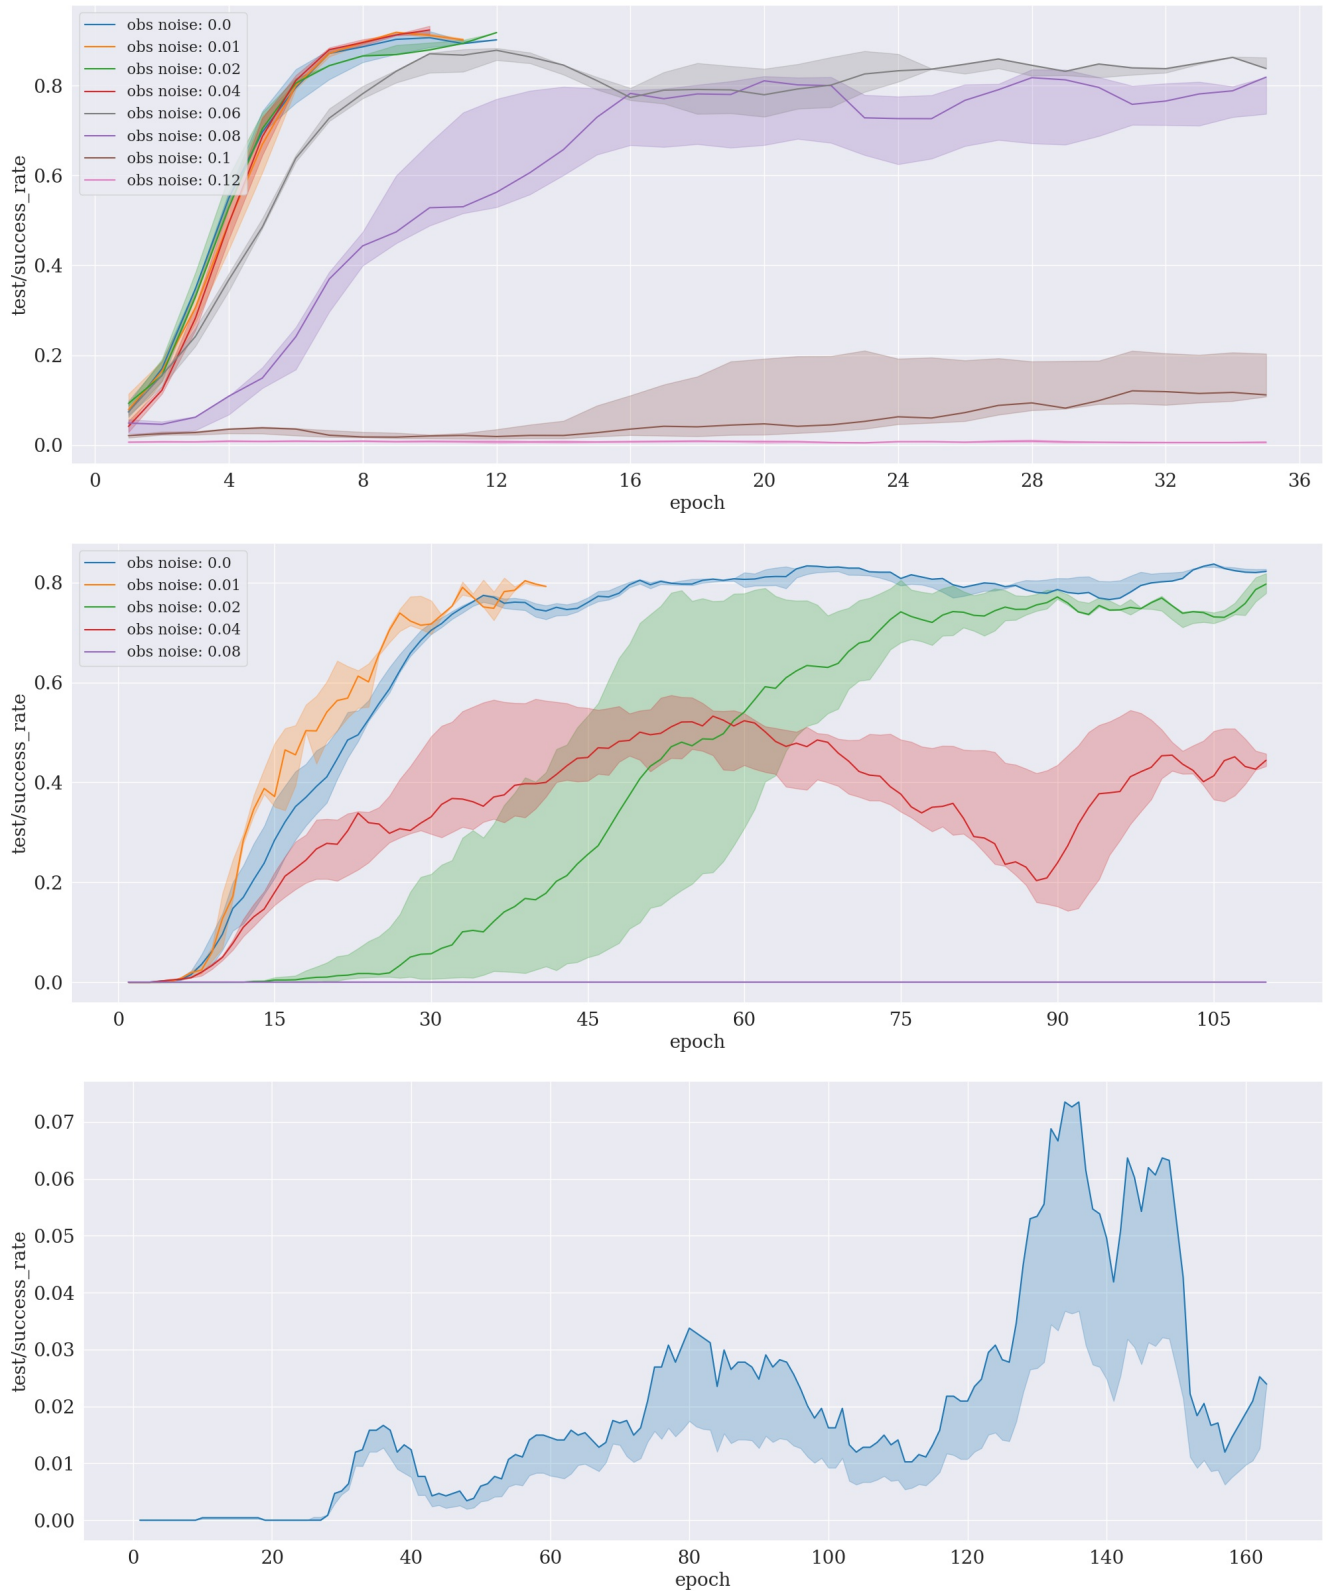 obs noise: 0.0
obs noise: 0.01
obs noise: 0.02
obs noise: 0.04
obs noise: 0.06
obs noise: 0.08
obs noise: 0.1
obs noise: 0.12
test/success_rate
0.8
0.6
0.4
0.2
0.0
0 4 8 12 16 20 24 28 32 36
epoch
obs noise: 0.0
obs noise: 0.01
obs noise: 0.02
obs noise: 0.04
obs noise: 0.08
test/success_rate
0.8
0.6
0.4
0.2
0.0
0 15 30 45 60 75 90 105
epoch
test/success_rate
0.07
0.06
0.05
0.04
0.03
0.02
0.01
0.00
0 20 40 60 80 100 120 140 160
epoch